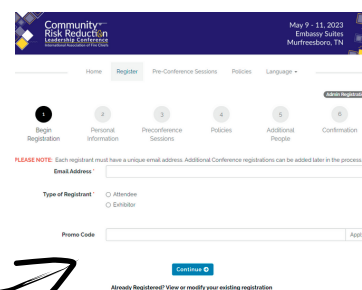 Community
Risk Reduction
Leadership Conference
International Association of Fire Chiefs
May 9 - 11, 2023
Embassy Suites
Murfreesboro, TN
Home Register Pre-Conference Sessions Policies Language
Admin Registrati
1 2 3 4 5 6
Begin Registration
Personal Information
Preconference Sessions
Policies
Additional People
Confirmation
PLEASE NOTE: Each registrant must have a unique email address. Additional Conference registrations can be added later in the process
Email Address *
Type of Registrant * Attendee
Exhibitor
Promo Code Appl
Continue
Already Registered? View or modify your existing registration